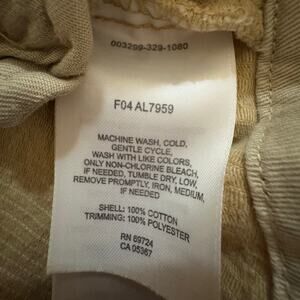 003299-329-1080
F04 AL7959
MACHINE WASH, COLD,
GENTLE CYCLE,
WASH WITH LIKE COLORS,
ONLY NON-CHLORINE BLEACH,
IF NEEDED, TUMBLE DRY, LOW,
REMOVE PROMPTLY, IRON, MEDIUM,
IF NEEDED
SHELL: 100% COTTON
TRIMMING: 100% POLYESTER
RN 69724
CA 05367